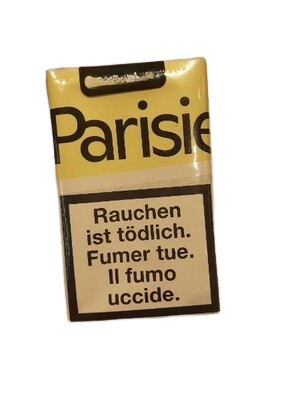 Parisie
Rauchen
ist tödlich.
Fumer tue.
Il fumo
uccide.